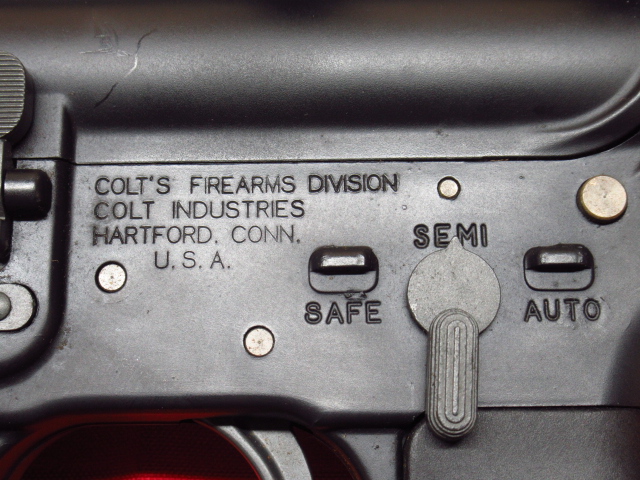 COLT'S FIREARMS DIVISION
COLT INDUSTRIES
HARTFORD. CONN.
U.S.A.
SAFE
SEMI
AUTO